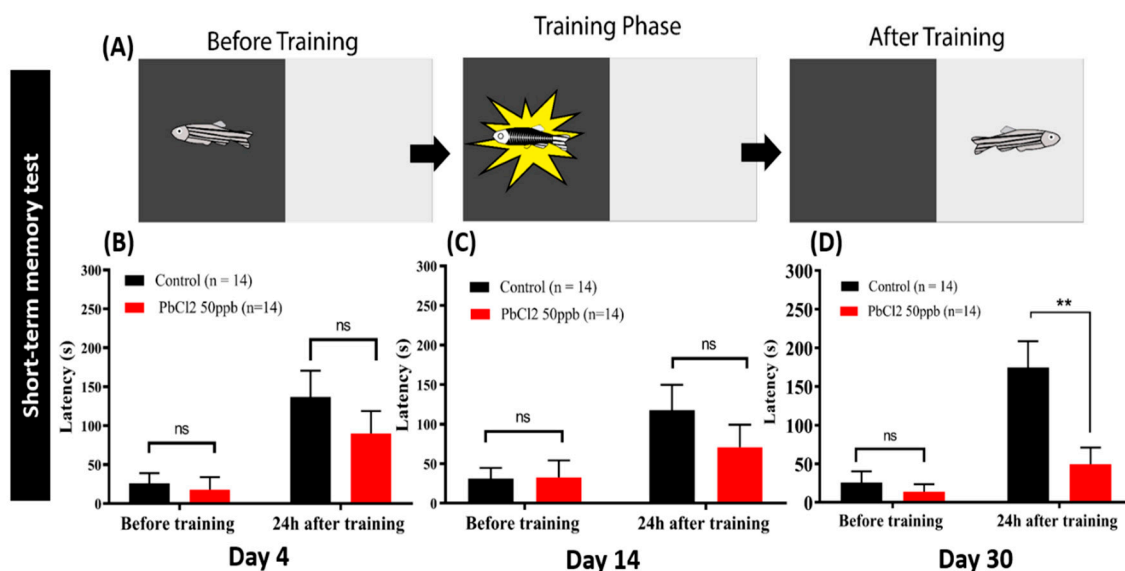 Short-term memory test
(A)
Before Training
Training Phase
After Training
(B)
Latency (s)
300
250
200
150
100
50
0
Control (n = 14)
PbCl2 50ppb (n=14)
ns
ns
Before training
24h after training
Day 4
(C)
Latency (s)
300
250
200
150
100
50
0
Control (n = 14)
PbCl2 50ppb (n=14)
ns
ns
Before training
24h after training
Day 14
(D)
Latency (s)
300
250
200
150
100
50
0
Control (n = 14)
PbCl2 50ppb (n=14)
ns
**
Before training
24h after training
Day 30